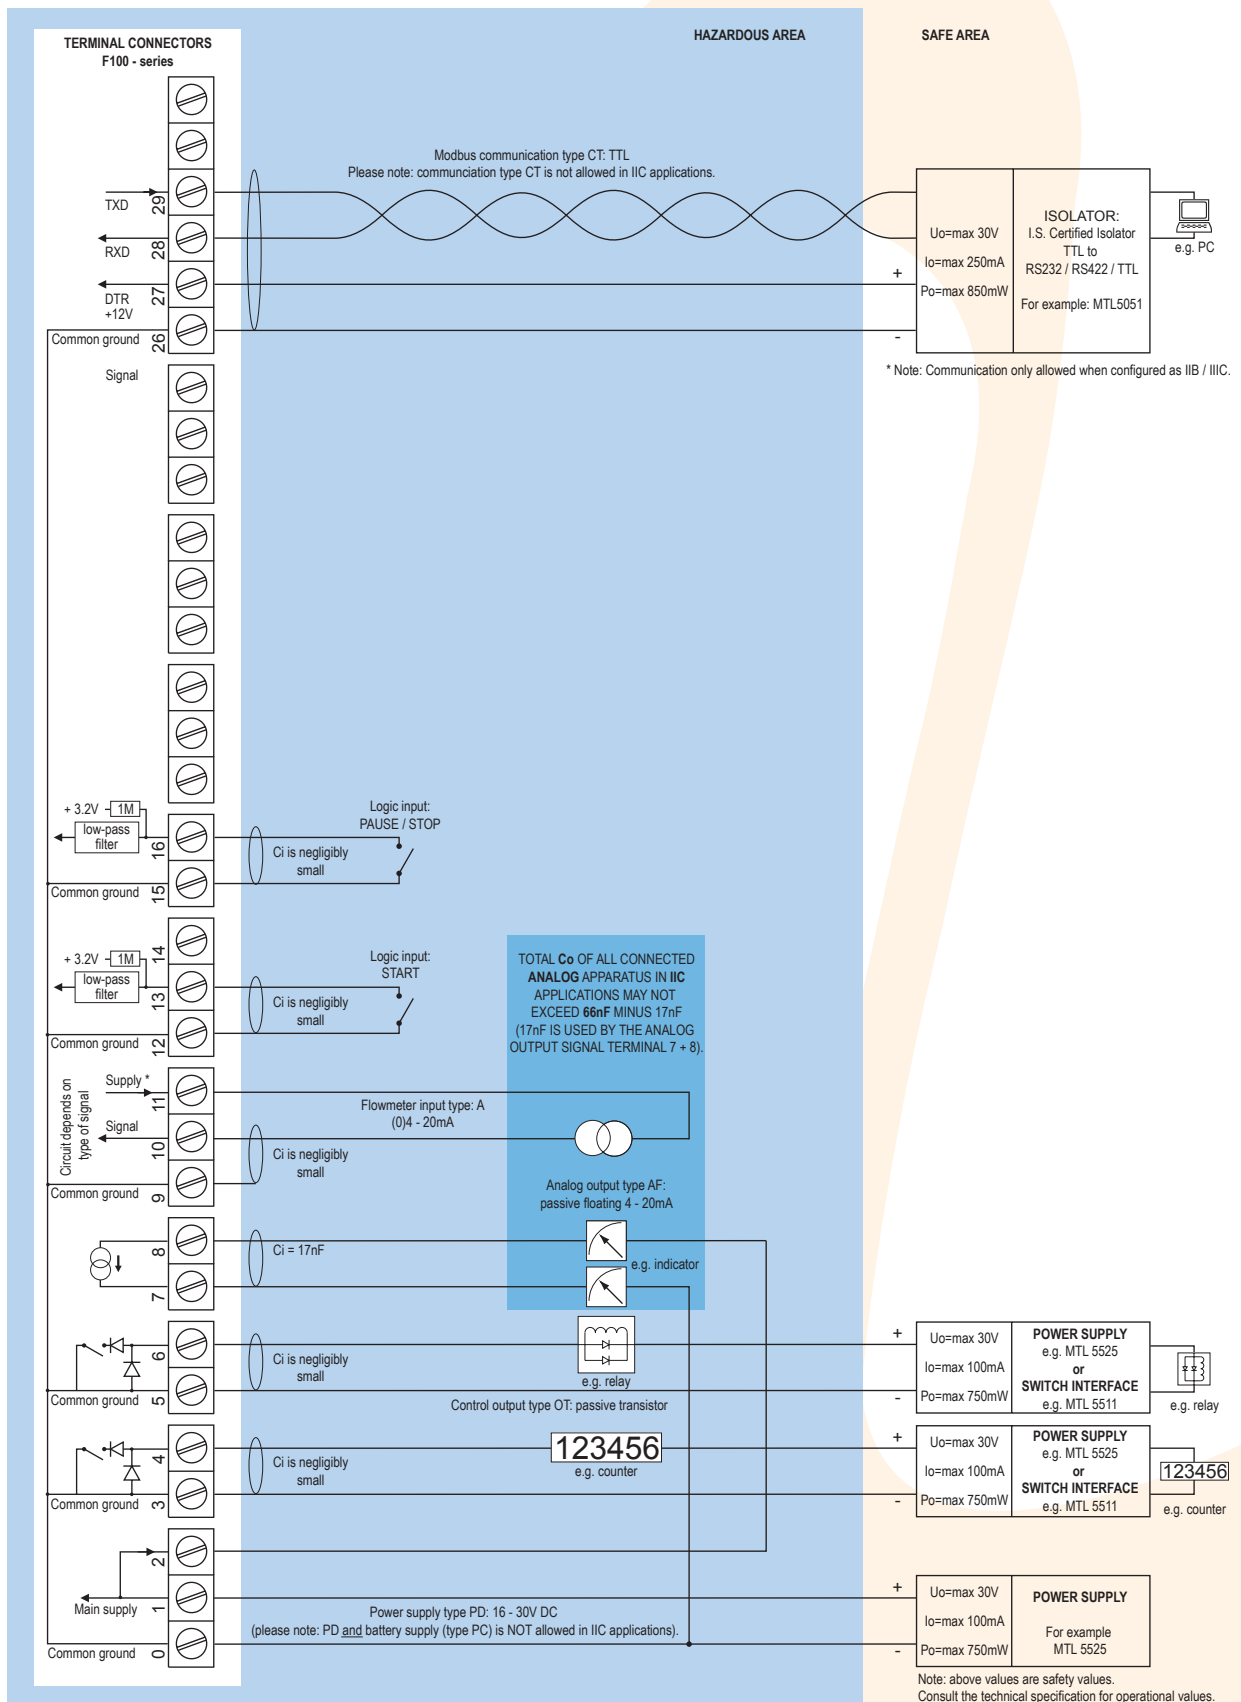 HAZARDOUS AREA
SAFE AREA
TERMINAL CONNECTORS
F100 - series
Modbus communication type CT: TTL
Please note: communciation type CT is not allowed in IIC applications.
TXD
29
RXD
28
DTR
+12V
27
Common ground
26
Signal
+
-
Uo=max 30V
Io=max 250mA
Po=max 850mW
ISOLATOR:
I.S. Certified Isolator
TTL to
RS232 / RS422 / TTL
For example: MTL5051
e.g. PC
* Note: Communication only allowed when configured as IIB / IIIC.
+ 3.2V
1M
low-pass
filter
16
Common ground
15
Logic input:
PAUSE / STOP
Ci is negligibly
small
14
+ 3.2V
1M
low-pass
filter
13
Common ground
12
Logic input:
START
Ci is negligibly
small
TOTAL Co OF ALL CONNECTED
ANALOG APPARATUS IN IIC
APPLICATIONS MAY NOT
EXCEED 66nF MINUS 17nF
(17nF IS USED BY THE ANALOG
OUTPUT SIGNAL TERMINAL 7 + 8).
Circuit depends on
type of signal
Supply *
11
Signal
10
Common ground
9
Flowmeter input type: A
(0)4 - 20mA
Ci is negligibly
small
Analog output type AF:
passive floating 4 - 20mA
8
7
Ci = 17nF
e.g. indicator
6
Common ground
5
Ci is negligibly
small
e.g. relay
Control output type OT: passive transistor
+
-
Uo=max 30V
Io=max 100mA
Po=max 750mW
POWER SUPPLY
e.g. MTL 5525
or
SWITCH INTERFACE
e.g. MTL 5511
e.g. relay
4
Common ground
3
Ci is negligibly
small
123456
e.g. counter
+
-
Uo=max 30V
Io=max 100mA
Po=max 750mW
POWER SUPPLY
e.g. MTL 5525
or
SWITCH INTERFACE
e.g. MTL 5511
123456
e.g. counter
2
Main supply
1
Common ground
0
Power supply type PD: 16 - 30V DC
(please note: PD and battery supply (type PC) is NOT allowed in IIC applications).
+
-
Uo=max 30V
Io=max 100mA
Po=max 750mW
POWER SUPPLY
For example
MTL 5525
Note: above values are safety values.
Consult the technical specification for operational values.